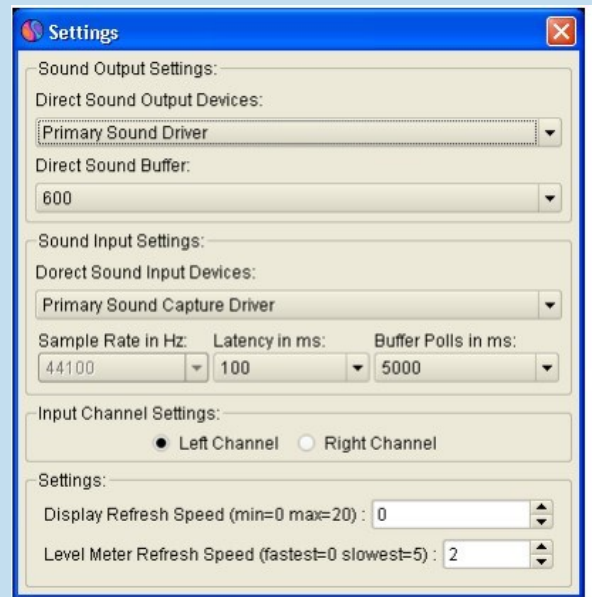 Settings
Sound Output Settings:
Direct Sound Output Devices:
Primary Sound Driver
Direct Sound Buffer:
600
Sound Input Settings:
Dorect Sound Input Devices:
Primary Sound Capture Driver
Sample Rate in Hz: Latency in ms: Buffer Polls in ms:
44100 100 5000
Input Channel Settings:
Left Channel Right Channel
Settings:
Display Refresh Speed (min=0 max=20) : 0
Level Meter Refresh Speed (fastest=0 slowest=5) : 2